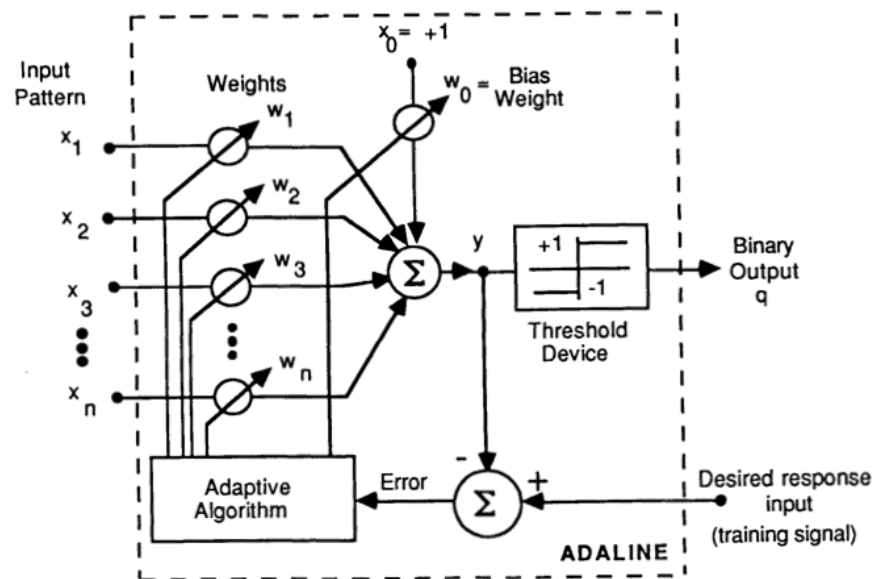 x0 = +1
Input
Pattern
Weights
w0 = Bias
Weight
x1
w1
x2
w2
x3
w3
xn
wn
Σ
y
+1
-1
Threshold
Device
Binary
Output
q
Adaptive
Algorithm
Error
-
Σ
+
Desired response
input
(training signal)
ADALINE